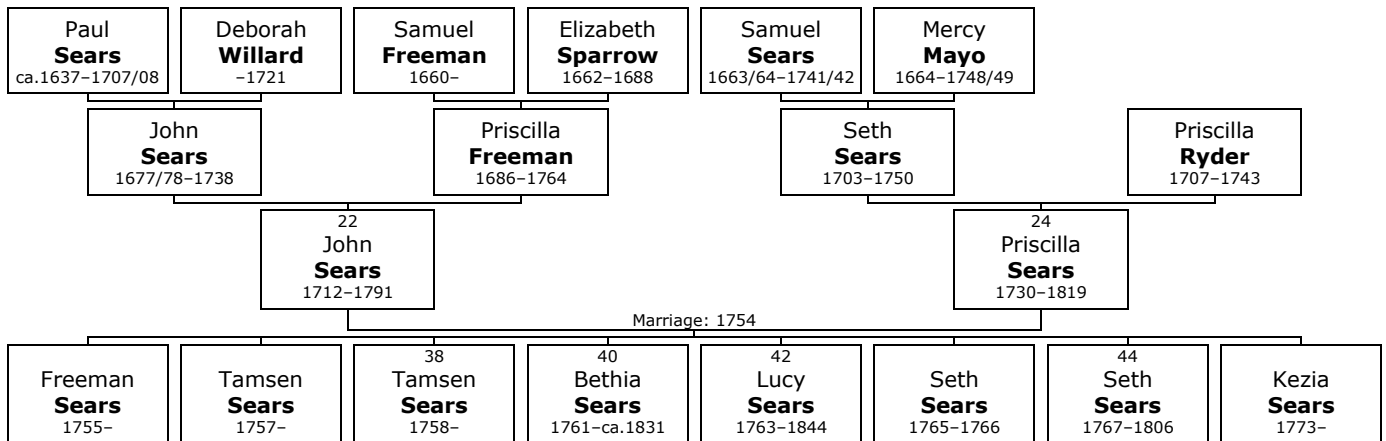 Paul
Sears
ca.1637–1707/08
Deborah
Willard
–1721
Samuel
Freeman
1660–
Elizabeth
Sparrow
1662–1688
Samuel
Sears
1663/64–1741/42
Mercy
Mayo
1664–1748/49
John
Sears
1677/78–1738
Priscilla
Freeman
1686–1764
Seth
Sears
1703–1750
Priscilla
Ryder
1707–1743
22
John
Sears
1712–1791
24
Priscilla
Sears
1730–1819
Marriage: 1754
Freeman
Sears
1755–
Tamsen
Sears
1757–
38
Tamsen
Sears
1758–
40
Bethia
Sears
1761–ca.1831
42
Lucy
Sears
1763–1844
Seth
Sears
1765–1766
44
Seth
Sears
1767–1806
Kezia
Sears
1773–